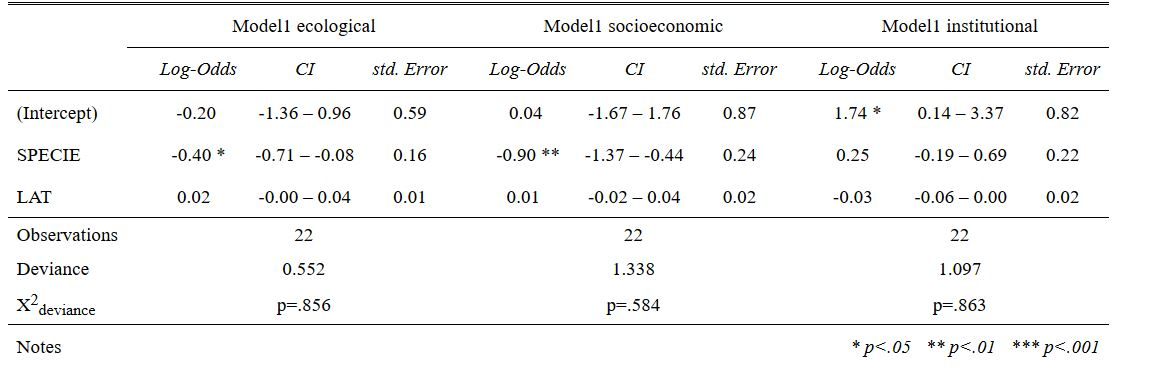 Model1 ecological Model1 socioeconomic Model1 institutional
Log-Odds CI std. Error Log-Odds CI std. Error Log-Odds CI std. Error
(Intercept) -0.20 -1.36 – 0.96 0.59 0.04 -1.67 – 1.76 0.87 1.74 * 0.14 – 3.37 0.82
SPECIE -0.40 * -0.71 – -0.08 0.16 -0.90 ** -1.37 – -0.44 0.24 0.25 -0.19 – 0.69 0.22
LAT 0.02 -0.00 – 0.04 0.01 0.01 -0.02 – 0.04 0.02 -0.03 -0.06 – 0.00 0.02
Observations 22 22 22
Deviance 0.552 1.338 1.097
X2deviance p=.856 p=.584 p=.863
Notes * p<.05 ** p<.01 *** p<.001